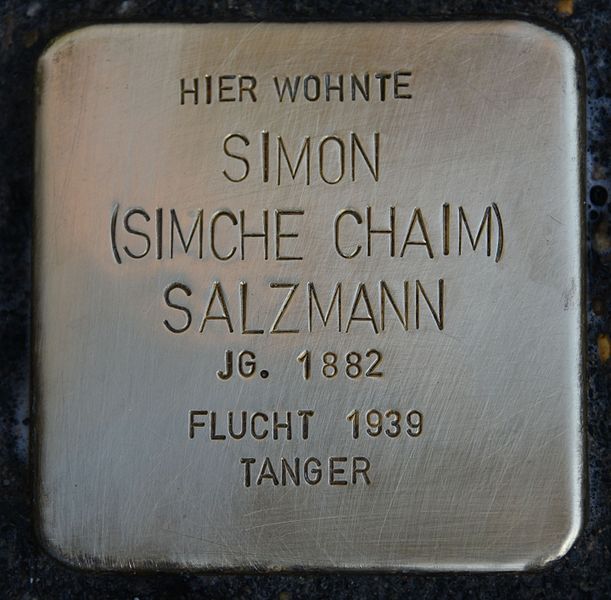 HIER WOHNTE
SIMON
(SIMCHE CHAIM)
SALZMANN
JG. 1882
FLUCHT 1939
TANGER